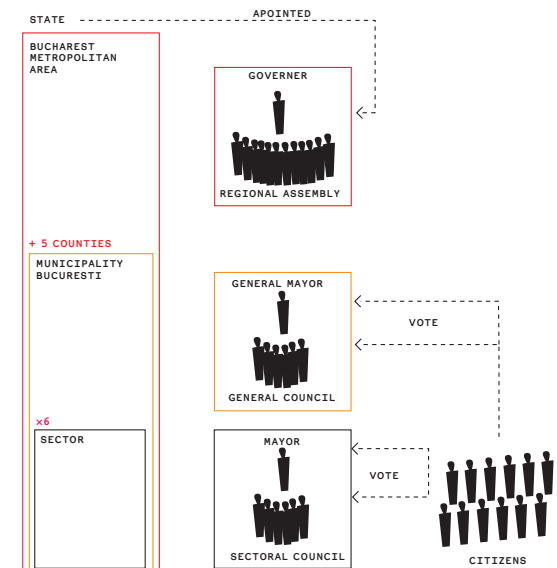 STATE
APOINTED
BUCHAREST
METROPOLITAN
AREA
GOVERNER
REGIONAL ASSEMBLY
+ 5 COUNTIES
MUNICIPALITY
BUCURESTI
GENERAL MAYOR
VOTE
GENERAL COUNCIL
×6
SECTOR
MAYOR
VOTE
SECTORAL COUNCIL
CITIZENS